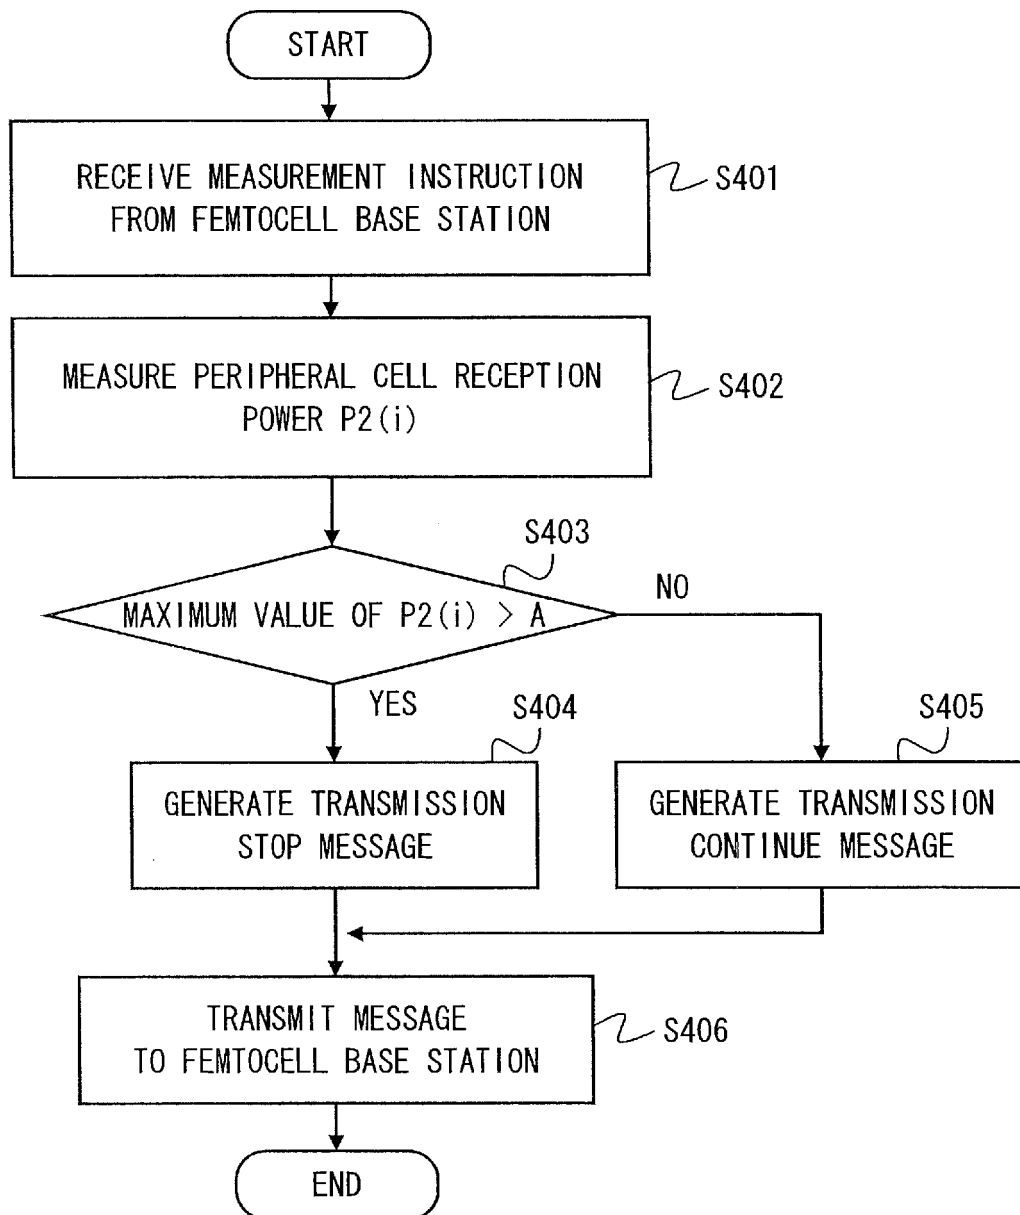 START
RECEIVE MEASUREMENT INSTRUCTION
FROM FEMTOCELL BASE STATION
S401
MEASURE PERIPHERAL CELL RECEPTION
POWER P2(i)
S402
S403
MAXIMUM VALUE OF P2(i) > A
NO
YES
S404
GENERATE TRANSMISSION
STOP MESSAGE
S405
GENERATE TRANSMISSION
CONTINUE MESSAGE
TRANSMIT MESSAGE
TO FEMTOCELL BASE STATION
S406
END